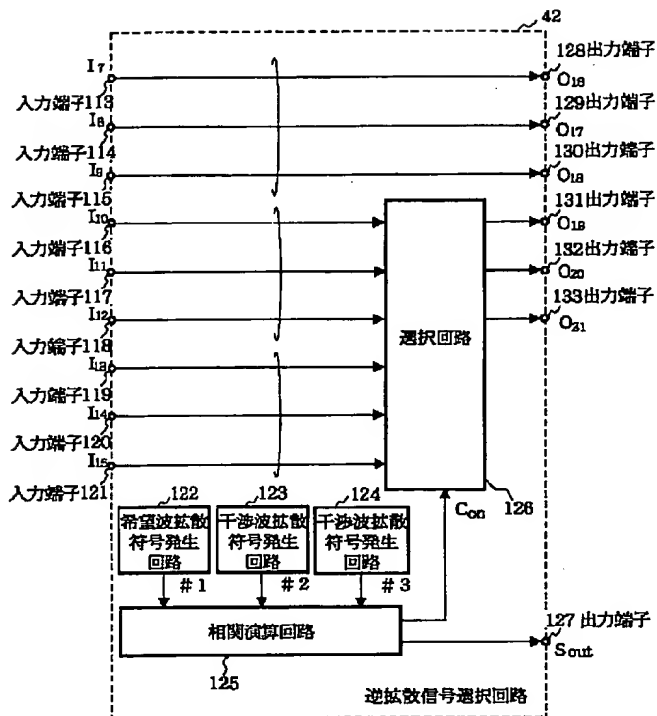 42
I7
128出力端子
O16
入力端子113
I8
129出力端子
O17
入力端子114
I9
130出力端子
O18
入力端子115
I10
131出力端子
O19
入力端子116
I11
132出力端子
O20
入力端子117
I12
133出力端子
O21
入力端子118
I13
選択回路
入力端子119
I14
入力端子120
I15
入力端子121
122
123
124
Con
126
希望波拡散
符号発生
回路
干渉波拡散
符号発生
回路
干渉波拡散
符号発生
回路
#1
#2
#3
相関演算回路
127 出力端子
Sout
125
逆拡散信号選択回路